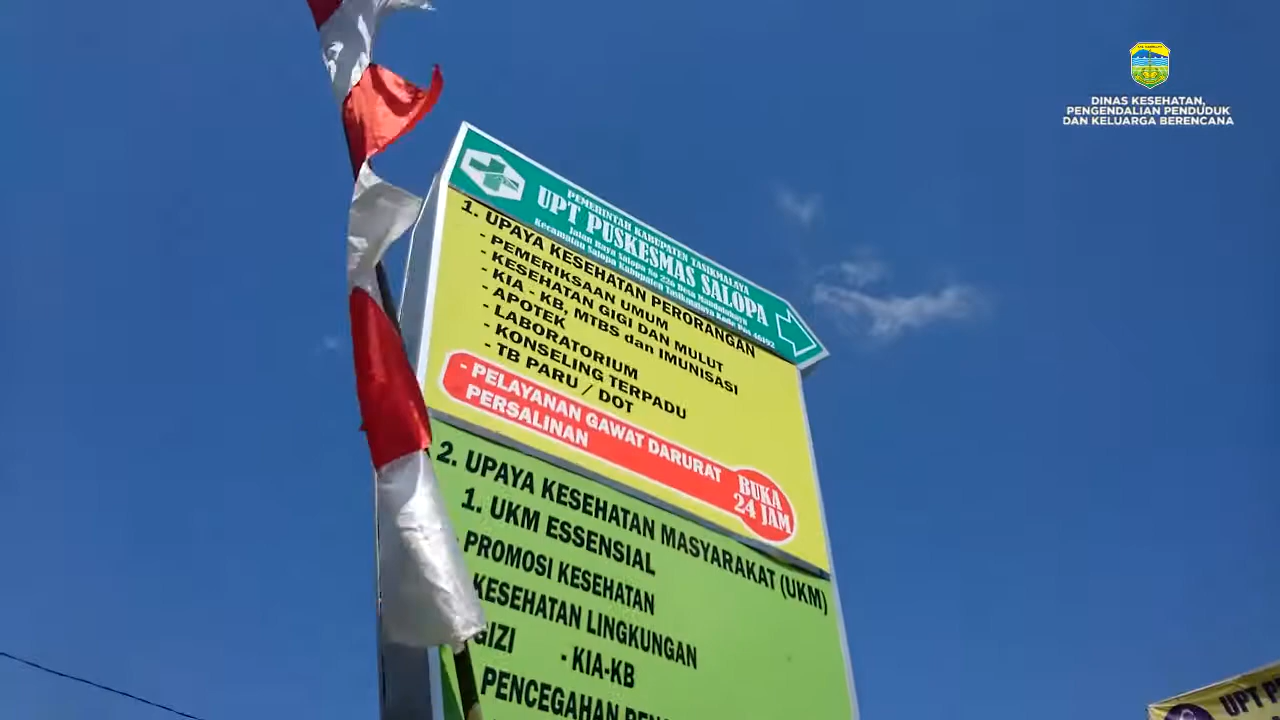 DINAS KESEHATAN,
PENGENDALIAN PENDUDUK
DAN KELUARGA BERENCANA
PEMERINTAH KABUPATEN TASIKMALAYA
UPT PUSKESMAS SALOPA
Jalan Raya Salopa No 226 Desa Mandalahayu
Kecamatan Salopa Kabupaten Tasikmalaya Kode Pos 46192
1. UPAYA KESEHATAN PERORANGAN
- PEMERIKSAAN UMUM
- KESEHATAN GIGI DAN MULUT
- KIA - KB, MTBS dan IMUNISASI
- APOTEK
- LABORATORIUM
- KONSELING TERPADU
- TB PARU / DOT
- PELAYANAN GAWAT DARURAT
PERSALINAN
BUKA
24 JAM
2. UPAYA KESEHATAN MASYARAKAT (UKM)
1. UKM ESSENSIAL
- PROMOSI KESEHATAN
KESEHATAN LINGKUNGAN
GIZI - KIA-KB
PENCEGAHAN
UPT